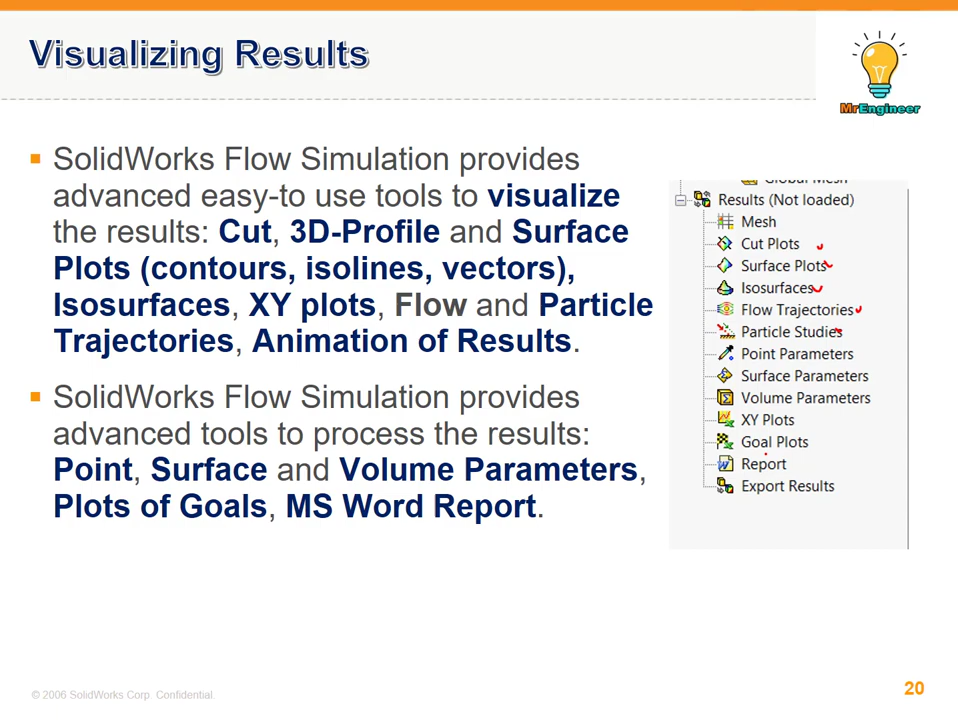 Visualizing Results
MrEngineer
SolidWorks Flow Simulation provides
advanced easy-to use tools to visualize
the results: Cut, 3D-Profile and Surface
Plots (contours, isolines, vectors),
Isosurfaces, XY plots, Flow and Particle
Trajectories, Animation of Results.
SolidWorks Flow Simulation provides
advanced tools to process the results:
Point, Surface and Volume Parameters,
Plots of Goals, MS Word Report.
Global Mesh
Results (Not loaded)
Mesh
Cut Plots
Surface Plots
Isosurfaces
Flow Trajectories
Particle Studies
Point Parameters
Surface Parameters
Volume Parameters
XY Plots
Goal Plots
Report
Export Results
© 2006 SolidWorks Corp. Confidential
20